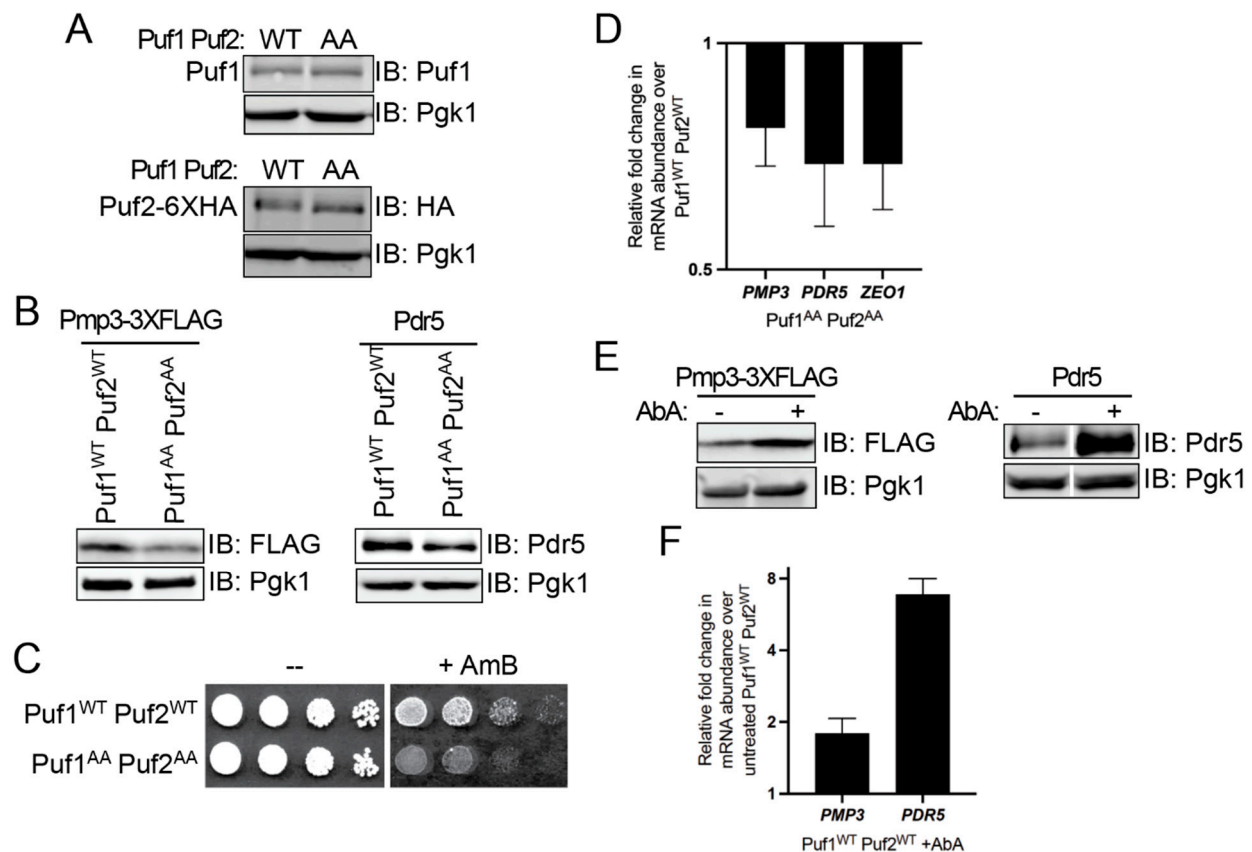 A
Puf1 Puf2: WT AA
Puf1 IB: Puf1
IB: Pgk1
Puf1 Puf2: WT AA
Puf2-6XHA IB: HA
IB: Pgk1
B
Pmp3-3XFLAG
Puf1WT Puf2WT
Puf1AA Puf2AA
IB: FLAG
IB: Pgk1
Pdr5
Puf1WT Puf2WT
Puf1AA Puf2AA
IB: Pdr5
IB: Pgk1
C
-- + AmB
Puf1WT Puf2WT
Puf1AA Puf2AA
D
Relative fold change in
mRNA abundance over
Puf1WT Puf2WT
1
0.5
PMP3 PDR5 ZEO1
Puf1AA Puf2AA
E
Pmp3-3XFLAG
AbA: - +
IB: FLAG
IB: Pgk1
Pdr5
AbA: - +
IB: Pdr5
IB: Pgk1
F
Relative fold change in
mRNA abundance over
untreated Puf1WT Puf2WT
8
4
2
1
PMP3 PDR5
Puf1WT Puf2WT +AbA